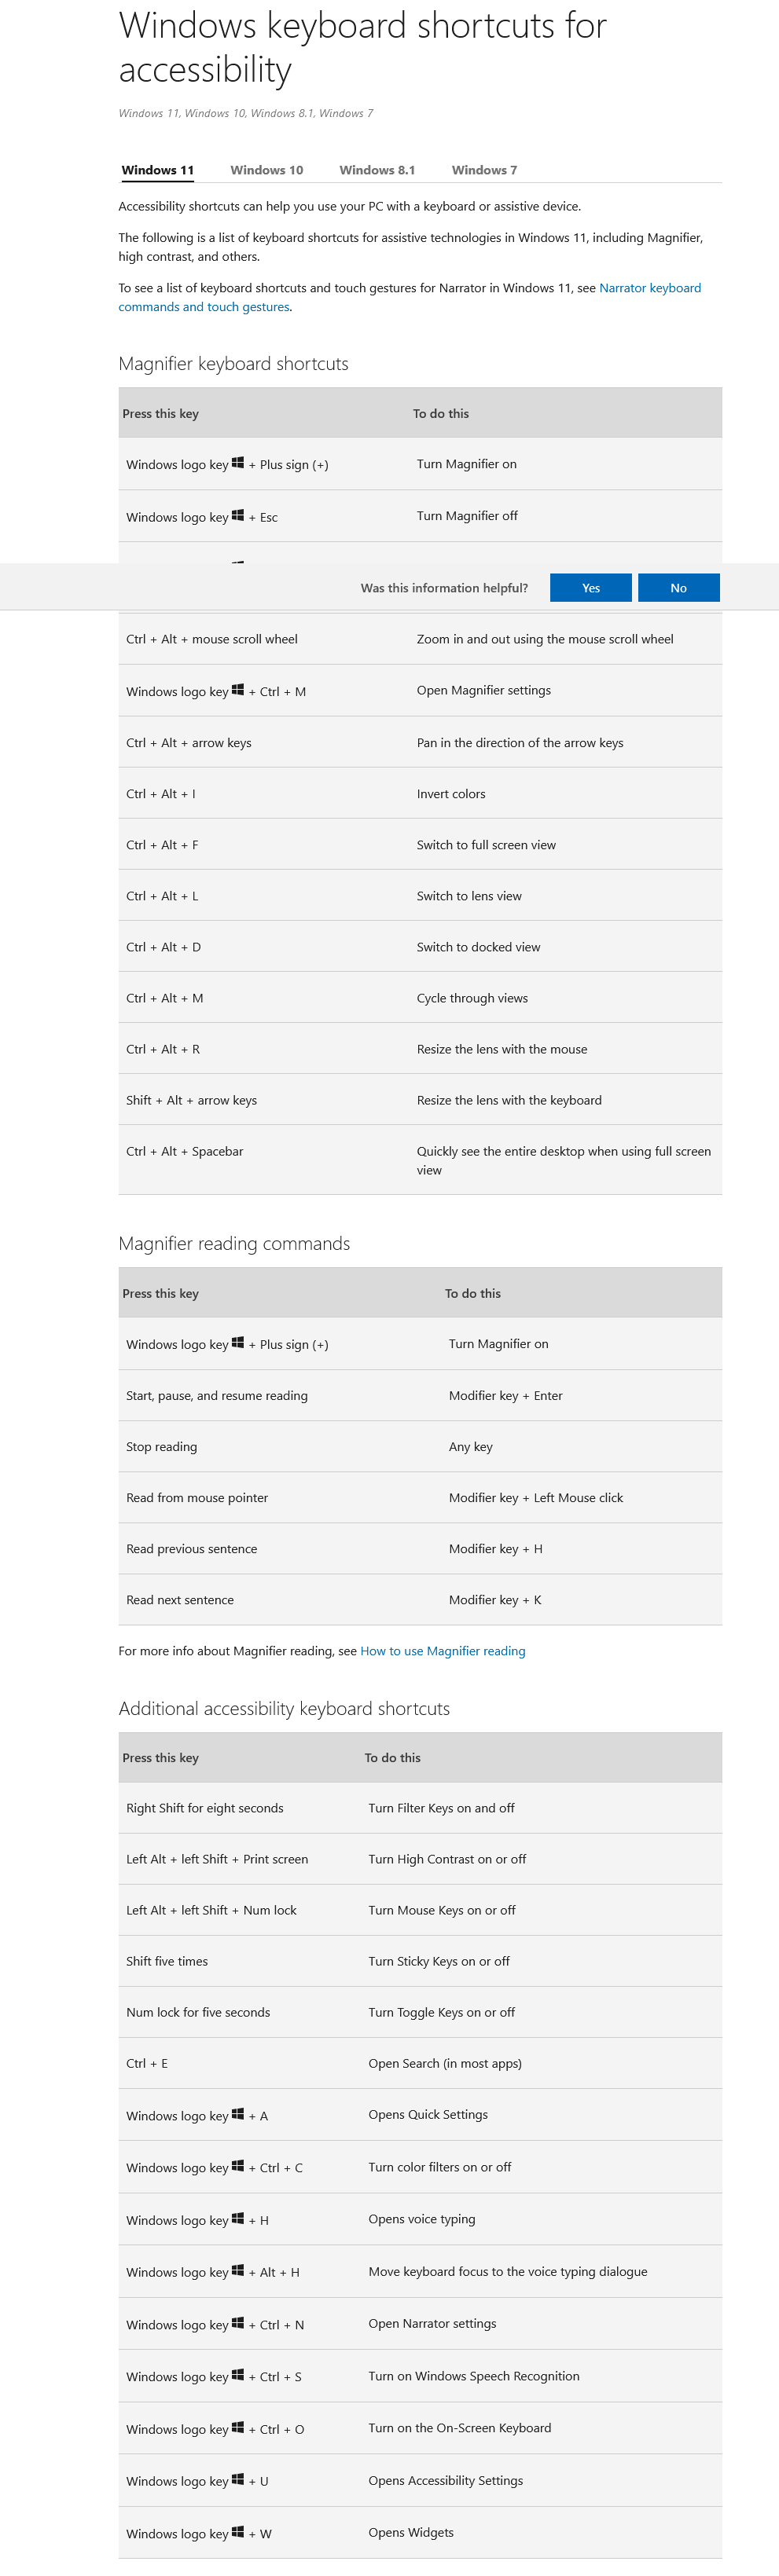 Windows keyboard shortcuts for
accessibility
Windows 11, Windows 10, Windows 8.1, Windows 7
Windows 11 Windows 10 Windows 8.1 Windows 7
Accessibility shortcuts can help you use your PC with a keyboard or assistive device.
The following is a list of keyboard shortcuts for assistive technologies in Windows 11, including Magnifier,
high contrast, and others.
To see a list of keyboard shortcuts and touch gestures for Narrator in Windows 11, see Narrator keyboard
commands and touch gestures.
Magnifier keyboard shortcuts
Press this key To do this
Windows logo key + Plus sign (+) Turn Magnifier on
Windows logo key + Esc Turn Magnifier off
Was this information helpful? Yes No
Ctrl + Alt + mouse scroll wheel Zoom in and out using the mouse scroll wheel
Windows logo key + Ctrl + M Open Magnifier settings
Ctrl + Alt + arrow keys Pan in the direction of the arrow keys
Ctrl + Alt + I Invert colors
Ctrl + Alt + F Switch to full screen view
Ctrl + Alt + L Switch to lens view
Ctrl + Alt + D Switch to docked view
Ctrl + Alt + M Cycle through views
Ctrl + Alt + R Resize the lens with the mouse
Shift + Alt + arrow keys Resize the lens with the keyboard
Ctrl + Alt + Spacebar Quickly see the entire desktop when using full screen
view
Magnifier reading commands
Press this key To do this
Windows logo key + Plus sign (+) Turn Magnifier on
Start, pause, and resume reading Modifier key + Enter
Stop reading Any key
Read from mouse pointer Modifier key + Left Mouse click
Read previous sentence Modifier key + H
Read next sentence Modifier key + K
For more info about Magnifier reading, see How to use Magnifier reading
Additional accessibility keyboard shortcuts
Press this key To do this
Right Shift for eight seconds Turn Filter Keys on and off
Left Alt + left Shift + Print screen Turn High Contrast on or off
Left Alt + left Shift + Num lock Turn Mouse Keys on or off
Shift five times Turn Sticky Keys on or off
Num lock for five seconds Turn Toggle Keys on or off
Ctrl + E Open Search (in most apps)
Windows logo key + A Opens Quick Settings
Windows logo key + Ctrl + C Turn color filters on or off
Windows logo key + H Opens voice typing
Windows logo key + Alt + H Move keyboard focus to the voice typing dialogue
Windows logo key + Ctrl + N Open Narrator settings
Windows logo key + Ctrl + S Turn on Windows Speech Recognition
Windows logo key + Ctrl + O Turn on the On-Screen Keyboard
Windows logo key + U Opens Accessibility Settings
Windows logo key + W Opens Widgets